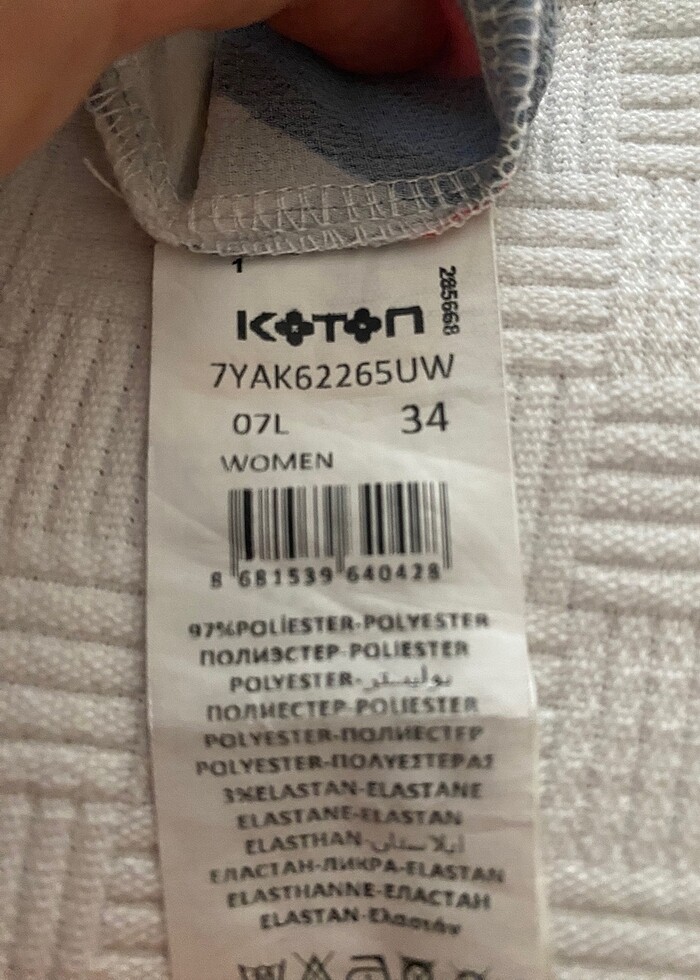 1
285668
KOTON
7YAK62265UW
07L 34
WOMEN
8 681539 640428
97%POLİESTER-POLYESTER
ПОЛИЭСТЕР-POLIESTER
POLYESTER-بوليستر
ПОЛИЕСТЕР-POLIESTER
POLYESTER-ПОЛИЕСТЕР
POLYESTER-ΠΟΛΥΕΣΤΕΡΑΣ
3%ELASTAN-ELASTANE
ELASTANE-ELASTAN
ELASTHAN-ايلاستان
ЕЛАСТАН-ЛИКРА-ELASTAN
ELASTHANNE-ЕЛАСТАН
ELASTAN-Ελαστάν